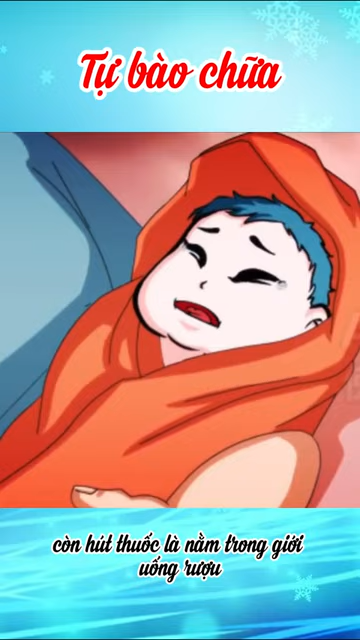 Tự bào chữa
còn hút thuốc là nằm trong giới
uống rượu